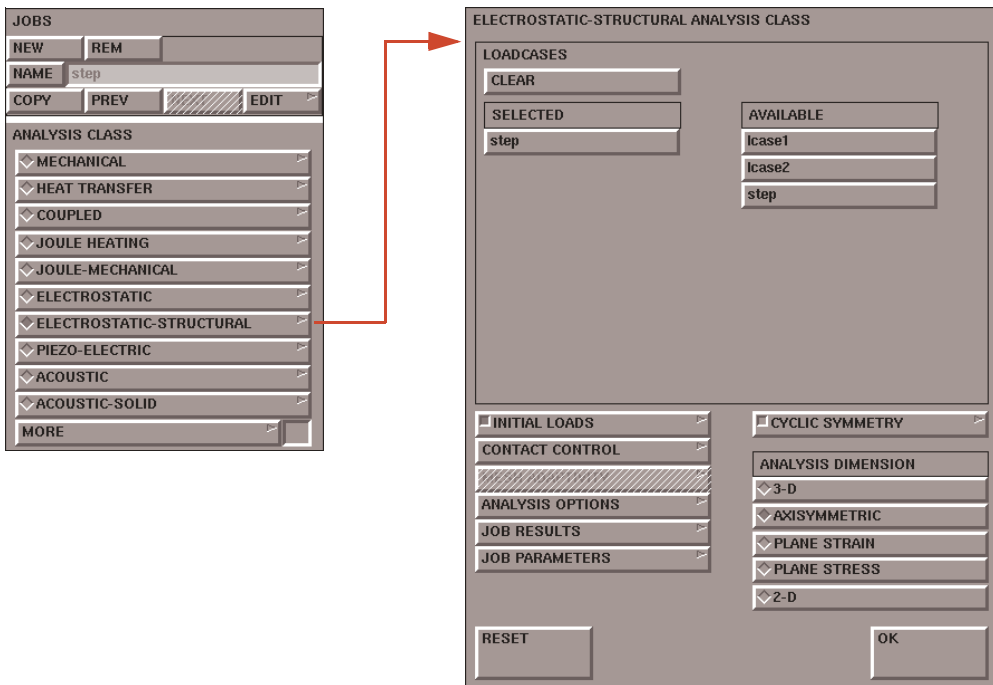 JOBS
NEW REM
NAME step
COPY PREV EDIT
ANALYSIS CLASS
MECHANICAL
HEAT TRANSFER
COUPLED
JOULE HEATING
JOULE-MECHANICAL
ELECTROSTATIC
ELECTROSTATIC-STRUCTURAL
PIEZO-ELECTRIC
ACOUSTIC
ACOUSTIC-SOLID
MORE
ELECTROSTATIC-STRUCTURAL ANALYSIS CLASS
LOADCASES
CLEAR
SELECTED
step
AVAILABLE
lcase1
lcase2
step
INITIAL LOADS
CONTACT CONTROL
ANALYSIS OPTIONS
JOB RESULTS
JOB PARAMETERS
CYCLIC SYMMETRY
ANALYSIS DIMENSION
3-D
AXISYMMETRIC
PLANE STRAIN
PLANE STRESS
2-D
RESET
OK